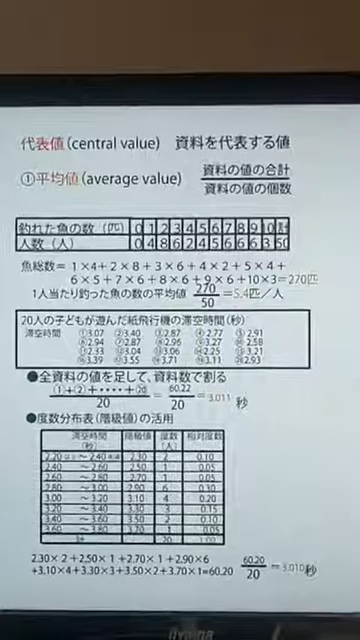 代表値(central value) 資料を代表する値
①平均値(average value) 資料の値の合計
資料の値の個数
釣れた魚の数(匹) 0 1 2 3 4 5 6 7 8 9 10 計
人数(人) 0 4 8 6 2 4 5 6 6 6 3 50
魚総数= 1×4+2×8+3×6+4×2+5×4+
6×5+7×6+8×6+9×6+10×3=270匹
1人当たり釣った魚の数の平均値 270/50=5.4匹/人
20人の子どもが遊んだ紙飛行機の滞空時間(秒)
滞空時間 ①3.07 ②3.40 ③2.87 ④2.77 ⑤2.91
⑥2.94 ⑦2.87 ⑧2.96 ⑨3.27 ⑩2.58
⑪2.33 ⑫3.04 ⑬3.06 ⑭2.25 ⑮3.21
⑯3.39 ⑰3.55 ⑱3.71 ⑲3.11 ⑳2.93
●全資料の値を足して、資料数で割る
①+②+‥‥+⑳/20=60.22/20=3.011 秒
●度数分布表(階級値)の活用
滞空時間(秒) 階級値 度数(人) 相対度数
2.20以上~2.40未満 2.30 2 0.10
2.40 ~2.60 2.50 1 0.05
2.60 ~2.80 2.70 1 0.05
2.80 ~3.00 2.90 6 0.30
3.00 ~3.20 3.10 4 0.20
3.20 ~3.40 3.30 3 0.15
3.40 ~3.60 3.50 2 0.10
3.60 ~3.80 3.70 1 0.05
計 20 1.00
2.30×2+2.50×1+2.70×1+2.90×6
+3.10×4+3.30×3+3.50×2+3.70×1=60.20 60.20/20=3.010秒
iiyama